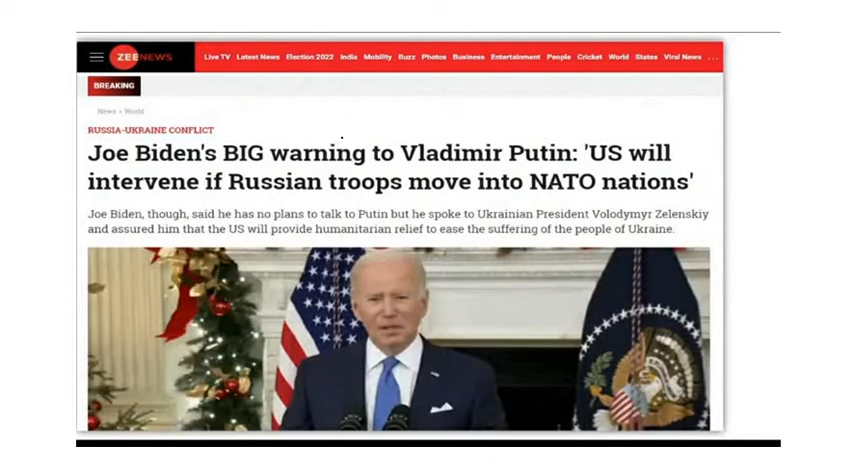 ZEE NEWS Live TV Latest News Election 2022 India Mobility Buzz Photos Business Entertainment People Cricket World States Viral News ...
BREAKING
News » World
RUSSIA-UKRAINE CONFLICT
Joe Biden's BIG warning to Vladimir Putin: 'US will
intervene if Russian troops move into NATO nations'
Joe Biden, though, said he has no plans to talk to Putin but he spoke to Ukrainian President Volodymyr Zelenskiy
and assured him that the US will provide humanitarian relief to ease the suffering of the people of Ukraine.